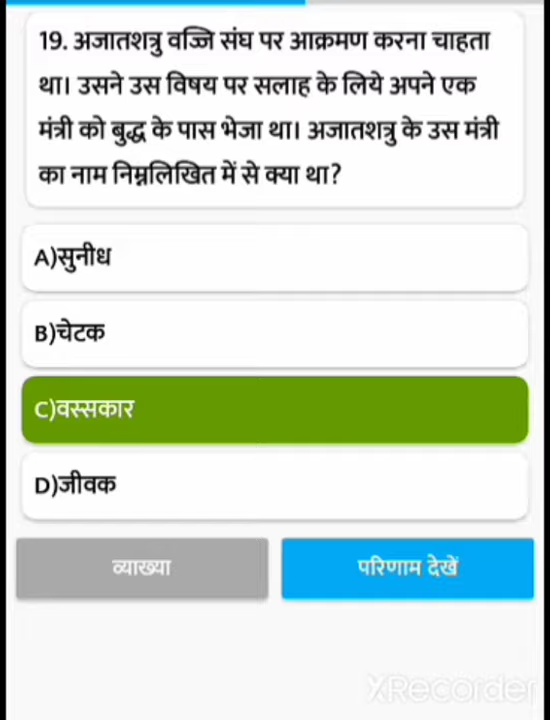 19. अजातशत्रु वज्जि संघ पर आक्रमण करना चाहता
था। उसने उस विषय पर सलाह के लिये अपने एक
मंत्री को बुद्ध के पास भेजा था। अजातशत्रु के उस मंत्री
का नाम निम्नलिखित में से क्या था?
A)सुनीध
B)चेटक
C)वस्सकार
D)जीवक
व्याख्या
परिणाम देखें
XRecorder